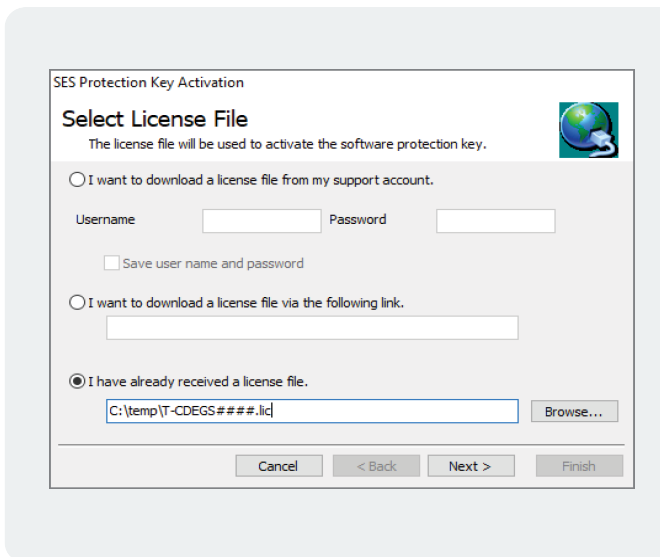 SES Protection Key Activation
Select License File
The license file will be used to activate the software protection key.
I want to download a license file from my support account.
Username Password
Save user name and password
I want to download a license file via the following link.
I have already received a license file.
C:\temp\T-CDEGS####.lic Browse...
Cancel < Back Next > Finish